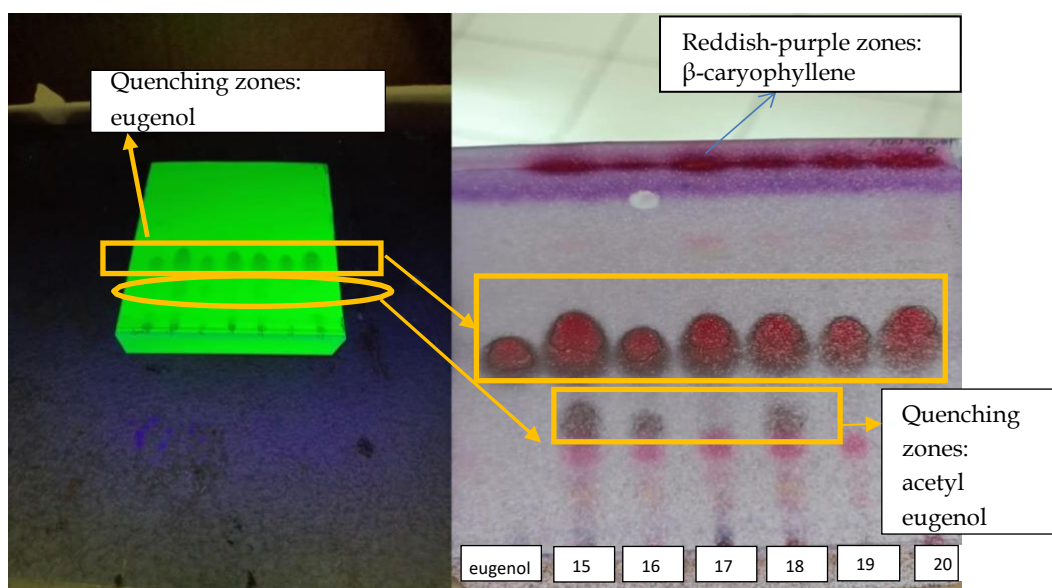 Quenching zones:
eugenol
Reddish-purple zones:
β-caryophyllene
Quenching
zones:
acetyl
eugenol
eugenol
15
16
17
18
19
20